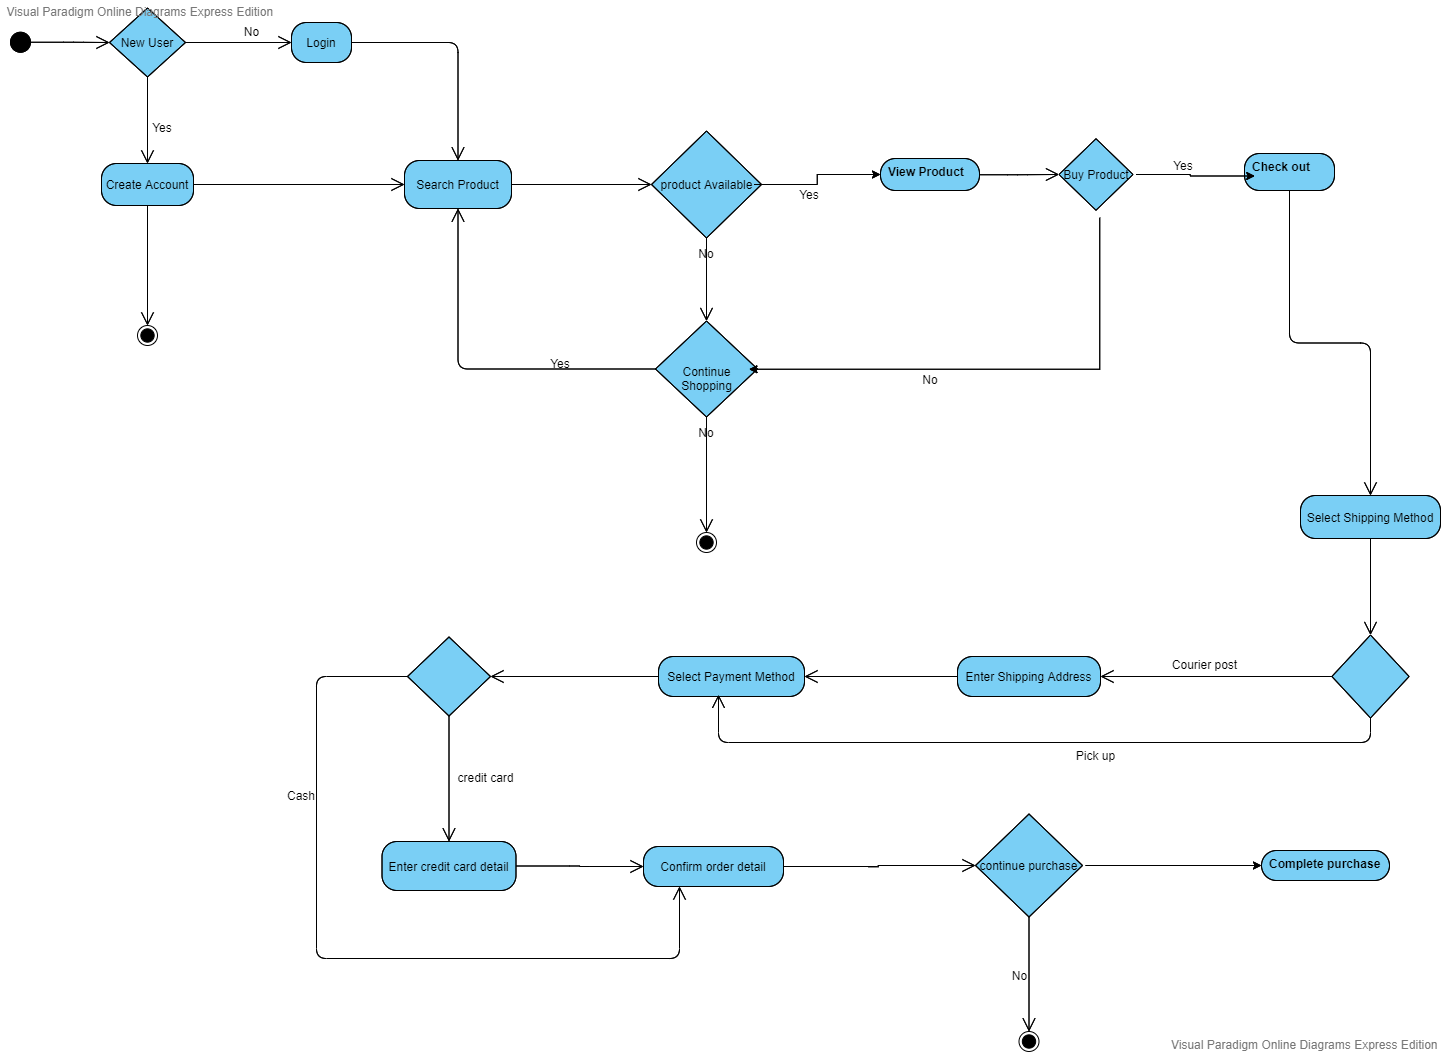 Visual Paradigm Online Diagrams Express Edition
New User
No
Login
Yes
Create Account
Search Product
product Available
Yes
View Product
Buy Product
Yes
Check out
No
Continue
Shopping
Yes
No
No
Select Shipping Method
Courier post
Enter Shipping Address
Select Payment Method
Pick up
credit card
Cash
Enter credit card detail
Confirm order detail
continue purchase
Complete purchase
No
Visual Paradigm Online Diagrams Express Edition